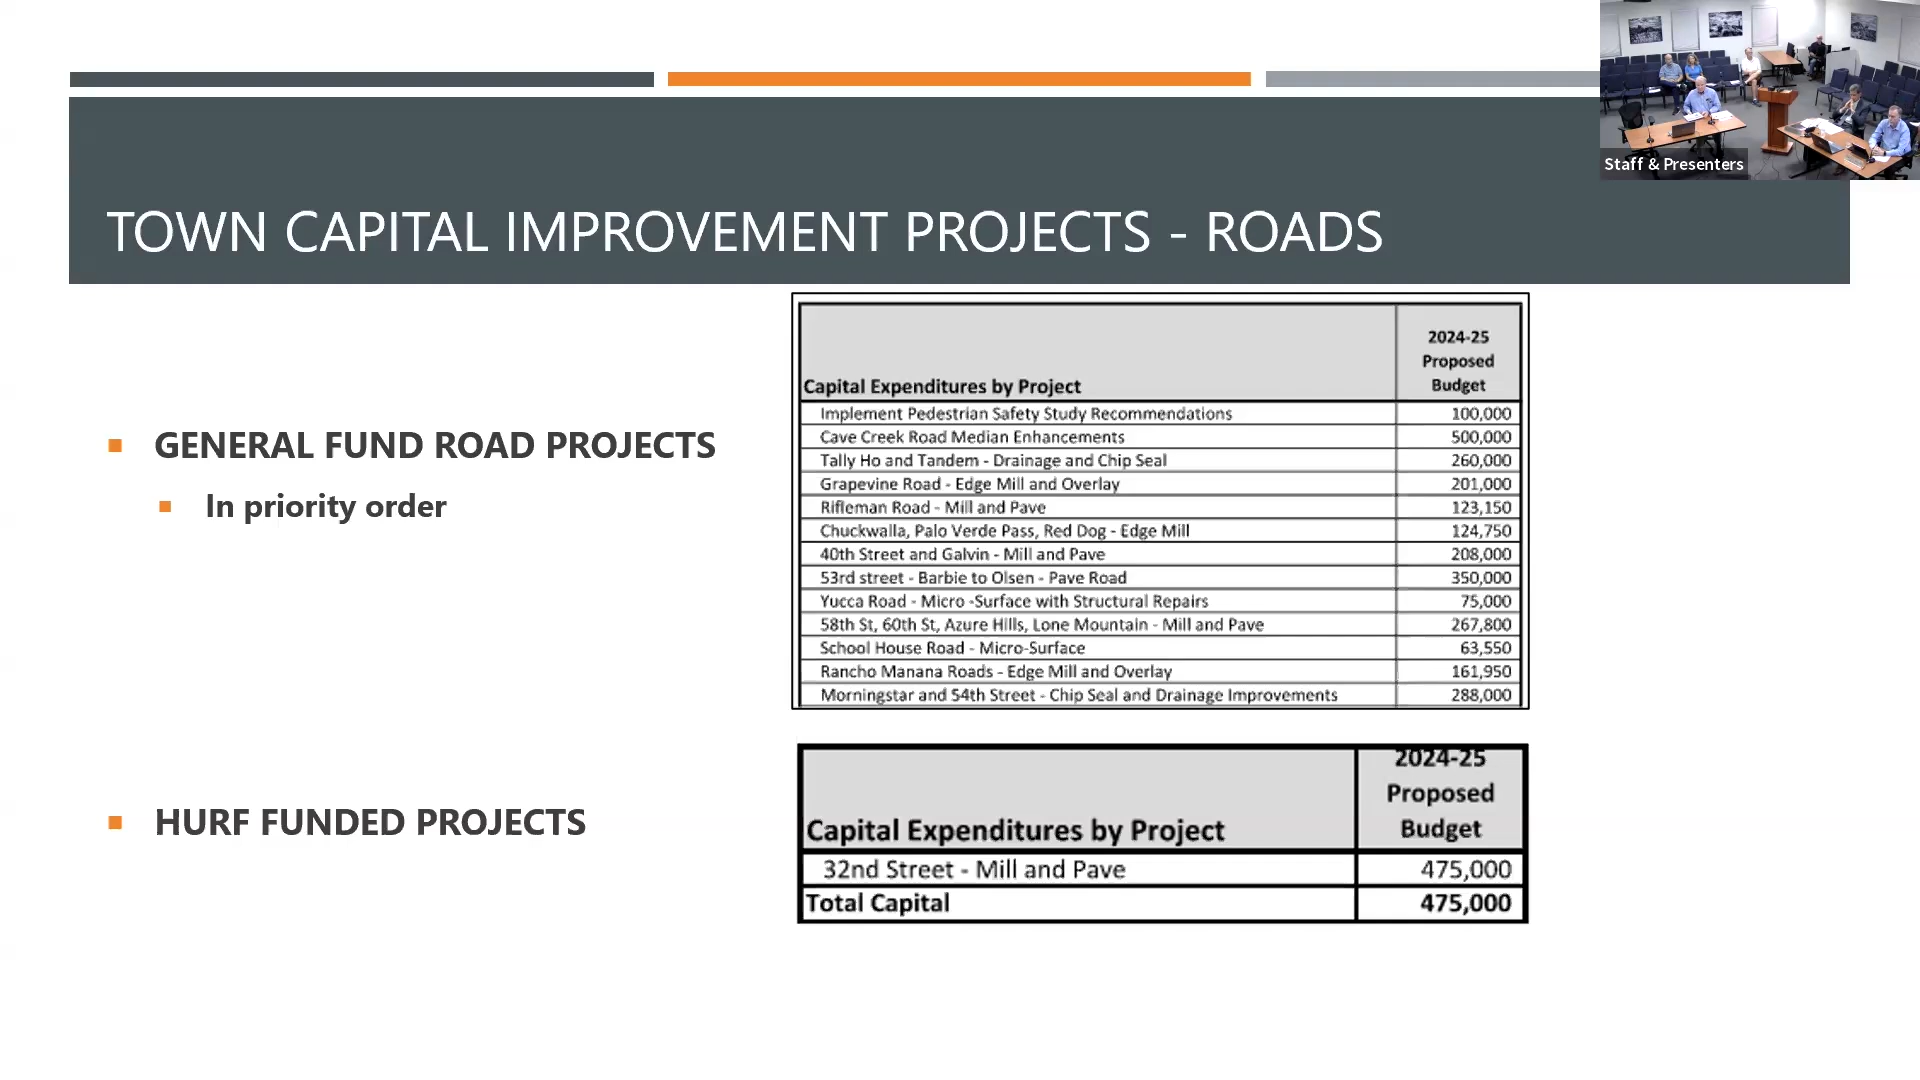 Staff & Presenters
TOWN CAPITAL IMPROVEMENT PROJECTS - ROADS
GENERAL FUND ROAD PROJECTS
In priority order
Capital Expenditures by Project
2024-25
Proposed
Budget
Implement Pedestrian Safety Study Recommendations 100,000
Cave Creek Road Median Enhancements 500,000
Tally Ho and Tandem - Drainage and Chip Seal 260,000
Grapevine Road - Edge Mill and Overlay 201,000
Rifleman Road - Mill and Pave 123,150
Chuckwalla, Palo Verde Pass, Red Dog - Edge Mill 124,750
40th Street and Galvin - Mill and Pave 208,000
53rd street - Barbie to Olsen - Pave Road 350,000
Yucca Road - Micro -Surface with Structural Repairs 75,000
58th St, 60th St, Azure Hills, Lone Mountain - Mill and Pave 267,800
School House Road - Micro-Surface 63,550
Rancho Manana Roads - Edge Mill and Overlay 161,950
Morningstar and 54th Street - Chip Seal and Drainage Improvements 288,000
HURF FUNDED PROJECTS
Capital Expenditures by Project
2024-25
Proposed
Budget
32nd Street - Mill and Pave 475,000
Total Capital 475,000